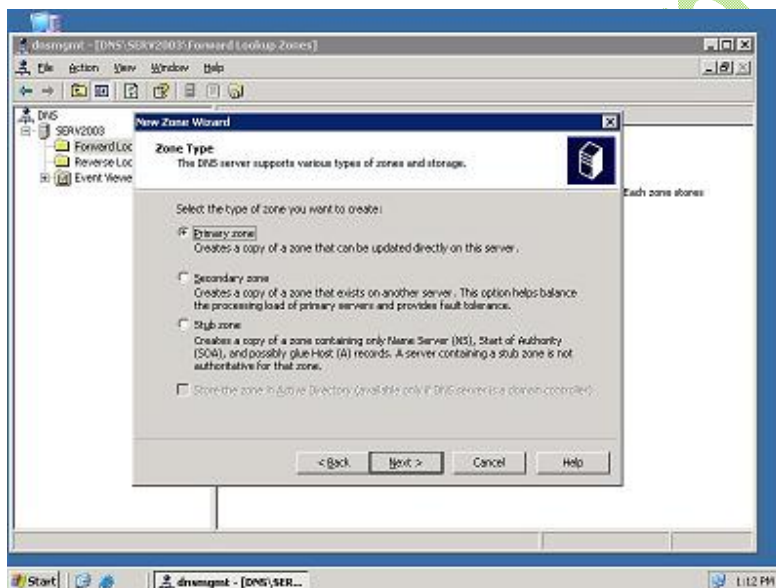 dnsmgmt - [DNS\SERV2003\Forward Lookup Zones]
File Action View Window Help
DNS
SERV2003
Forward Loo
Reverse Loo
Event Viewe
New Zone Wizard
Zone Type
The DNS server supports various types of zones and storage.
Each zone stores
Select the type of zone you want to create:
Primary zone
Creates a copy of a zone that can be updated directly on this server.
Secondary zone
Creates a copy of a zone that exists on another server. This option helps balance
the processing load of primary servers and provides fault tolerance.
Stub zone
Creates a copy of a zone containing only Name Server (NS), Start of Authority
(SOA), and possibly glue Host (A) records. A server containing a stub zone is not
authoritative for that zone.
Store the zone in Active Directory (available only if DNS server is a domain controller)
< Back Next > Cancel Help
Start dnsmgmt - [DNS\SER... 1:12 PM